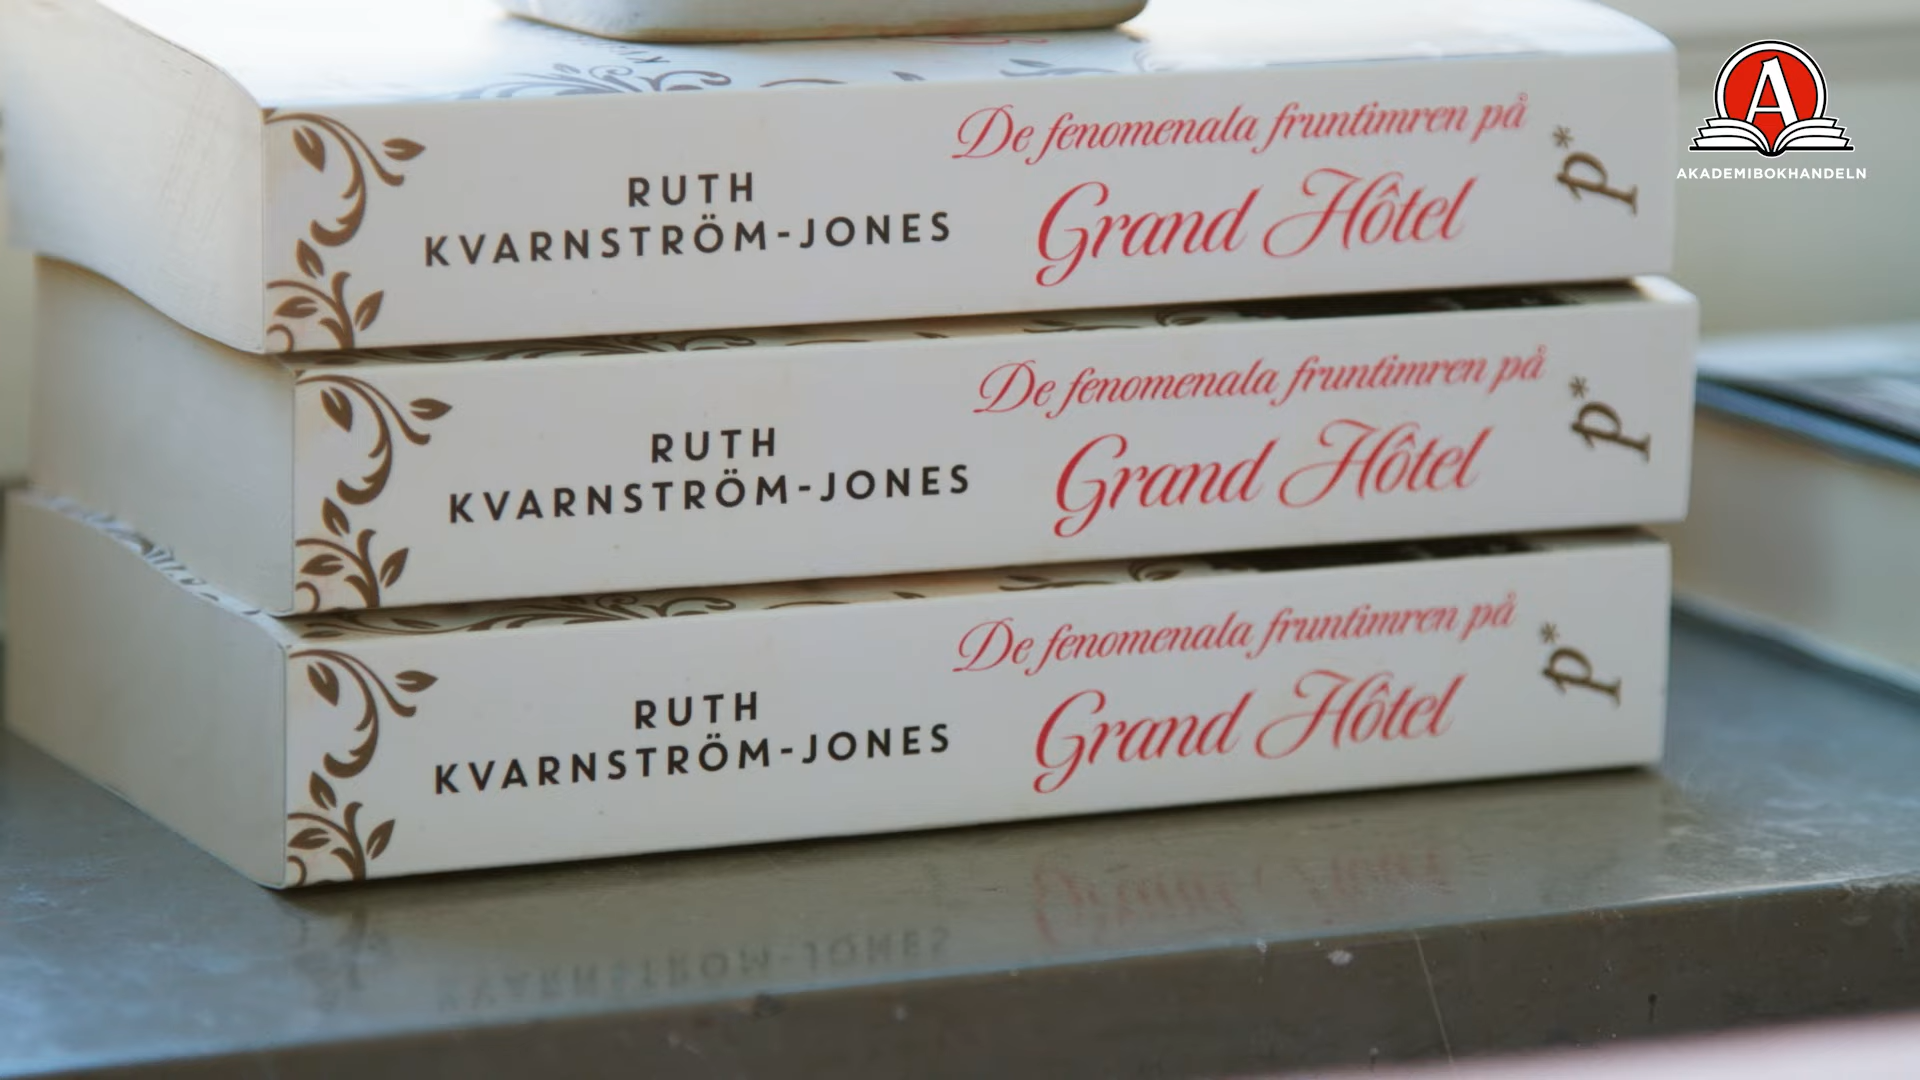 De fenomenala fruntimren på
RUTH
KVARNSTRÖM-JONES
Grand Hôtel
p*
A
AKADEMIBOKHANDELN
De fenomenala fruntimren på
RUTH
KVARNSTRÖM-JONES
Grand Hôtel
p*
De fenomenala fruntimren på
RUTH
KVARNSTRÖM-JONES
Grand Hôtel
p*